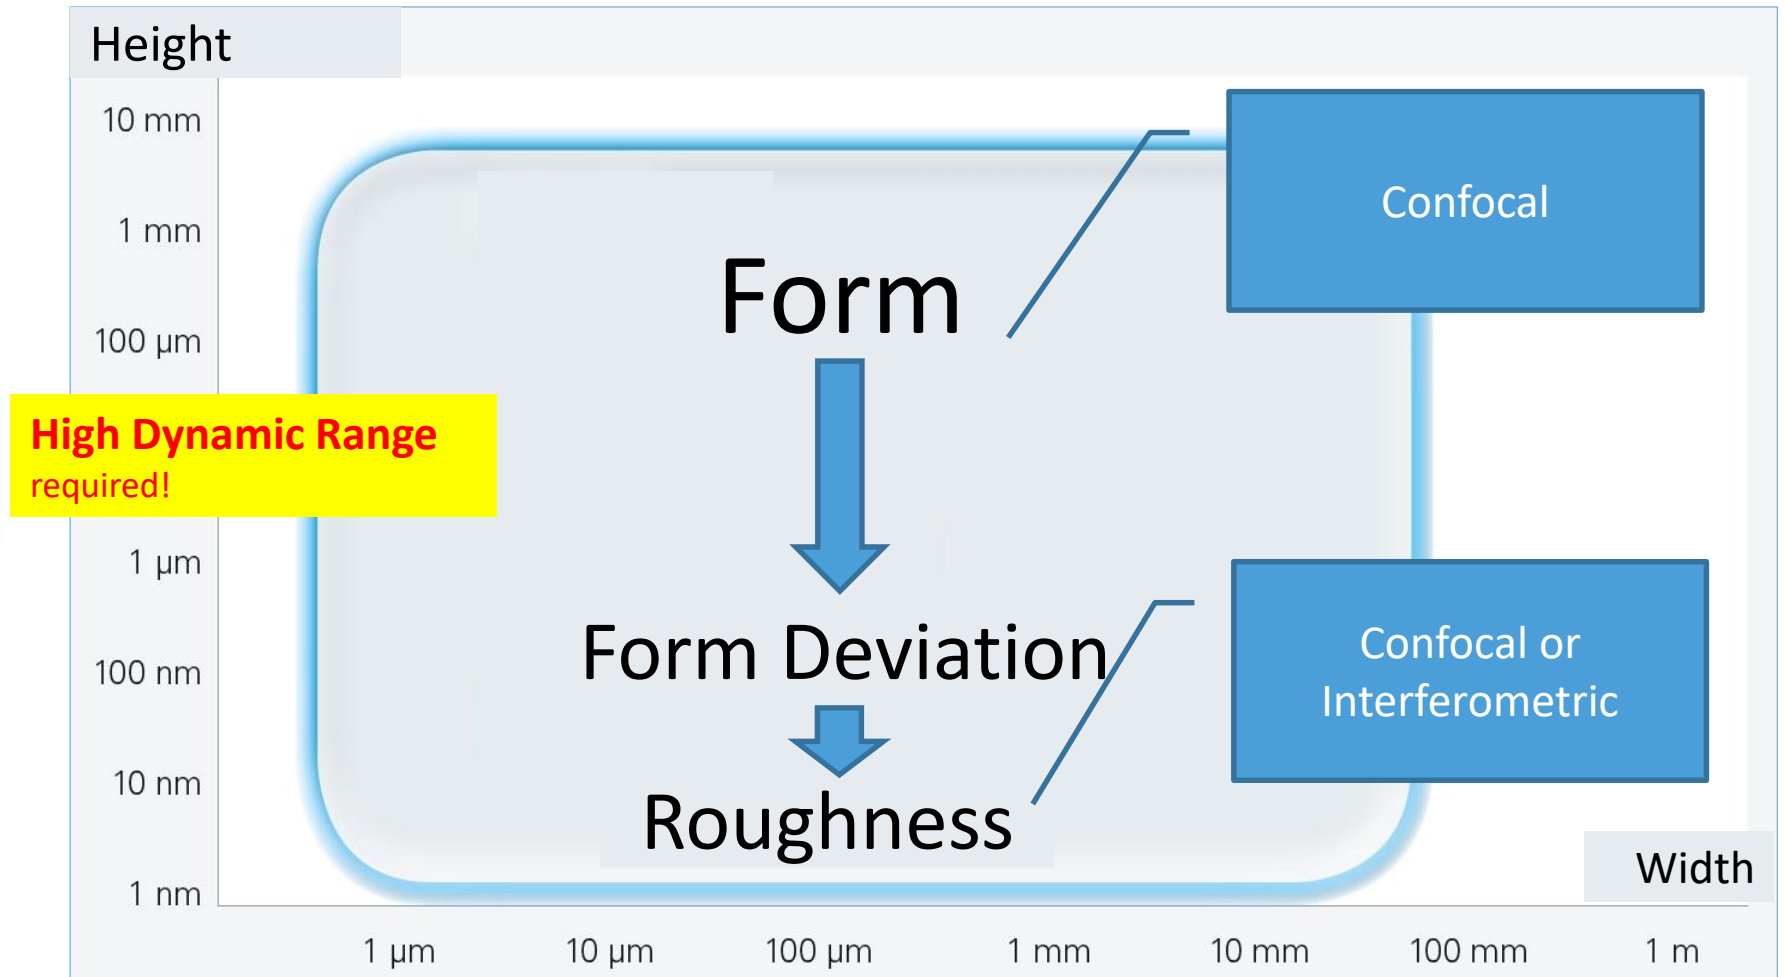 Height
10 mm
1 mm
100 µm
High Dynamic Range
required!
1 µm
100 nm
10 nm
1 nm
Confocal
Form
Form Deviation
Confocal or
Interferometric
Roughness
Width
1 µm
10 µm
100 µm
1 mm
10 mm
100 mm
1 m